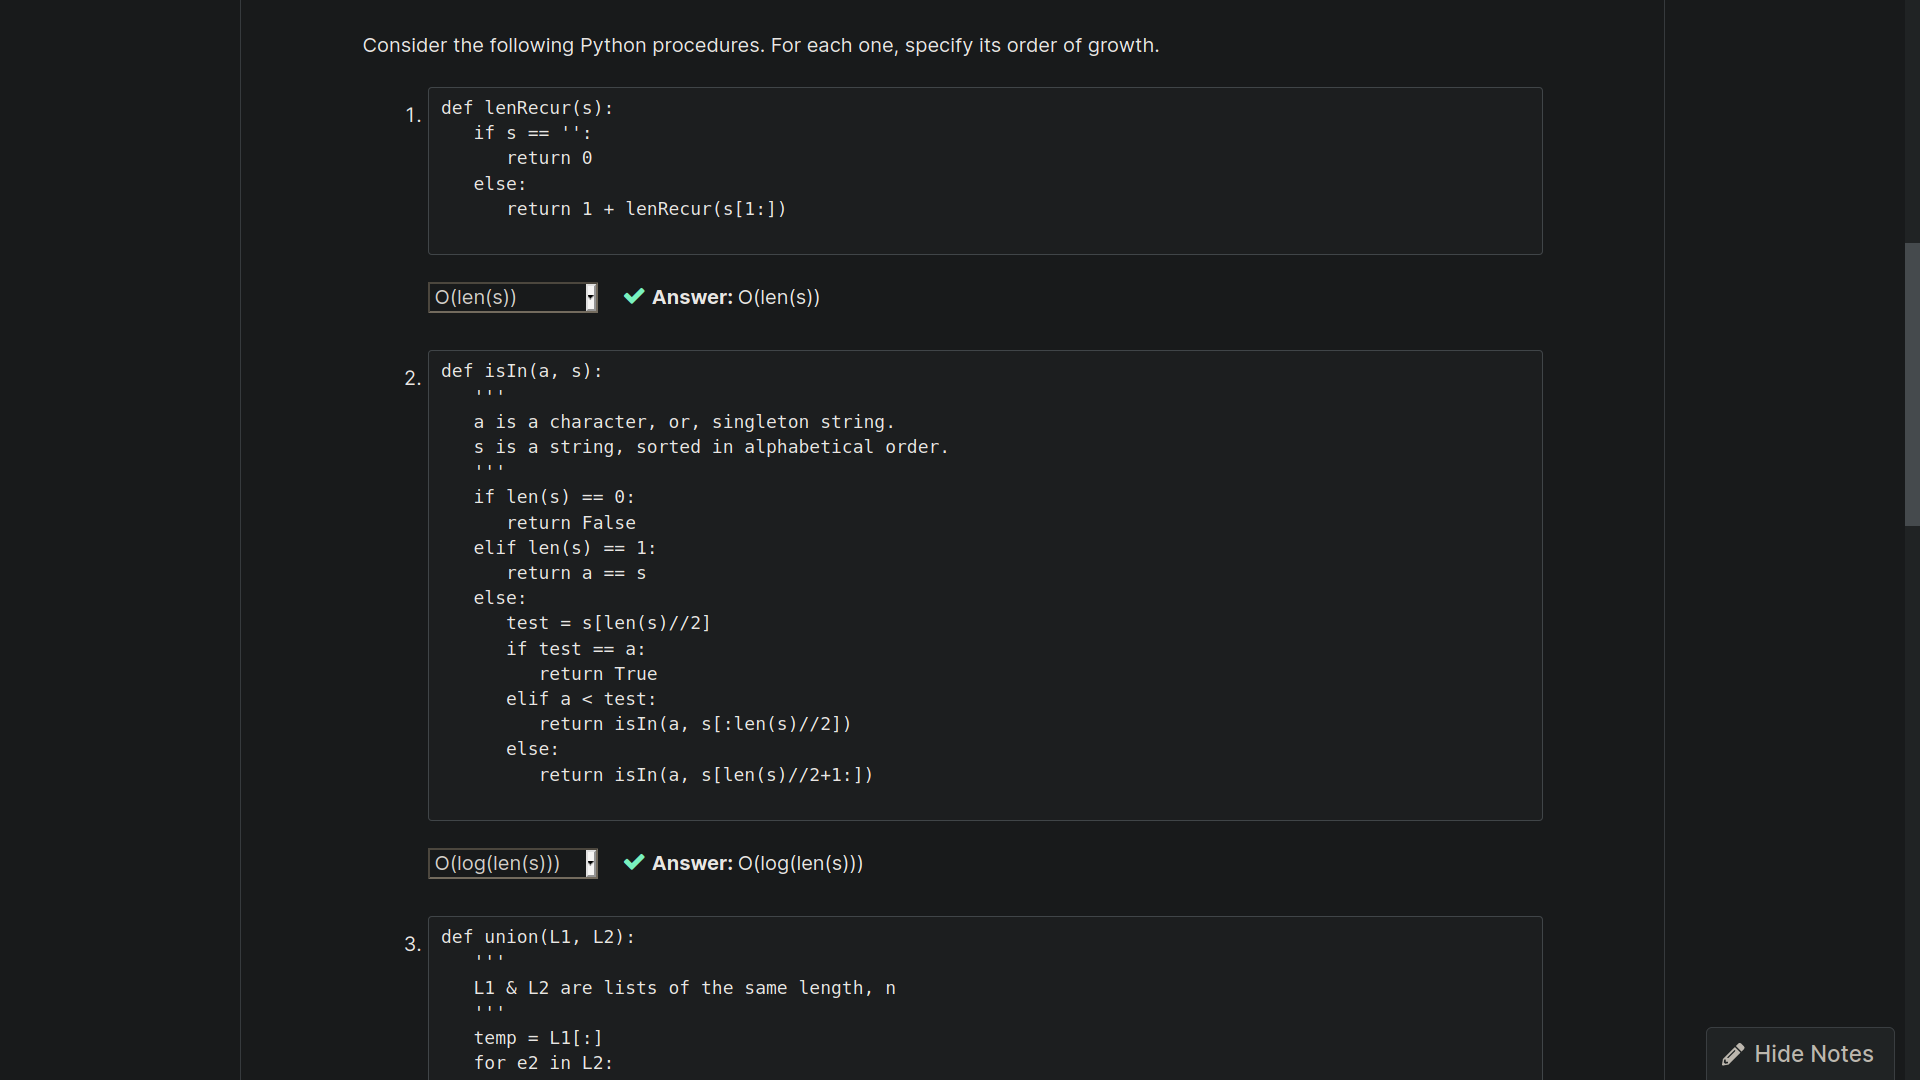 Consider the following Python procedures. For each one, specify its order of growth.
1.
def lenRecur(s):
   if s == '':
      return 0
   else:
      return 1 + lenRecur(s[1:])
O(len(s))
Answer: O(len(s))
2.
def isIn(a, s):
   '''
   a is a character, or, singleton string.
   s is a string, sorted in alphabetical order.
   '''
   if len(s) == 0:
      return False
   elif len(s) == 1:
      return a == s
   else:
      test = s[len(s)//2]
      if test == a:
         return True
      elif a < test:
         return isIn(a, s[:len(s)//2])
      else:
         return isIn(a, s[len(s)//2+1:])
O(log(len(s)))
Answer: O(log(len(s)))
3.
def union(L1, L2):
   '''
   L1 & L2 are lists of the same length, n
   '''
   temp = L1[:]
   for e2 in L2:
Hide Notes